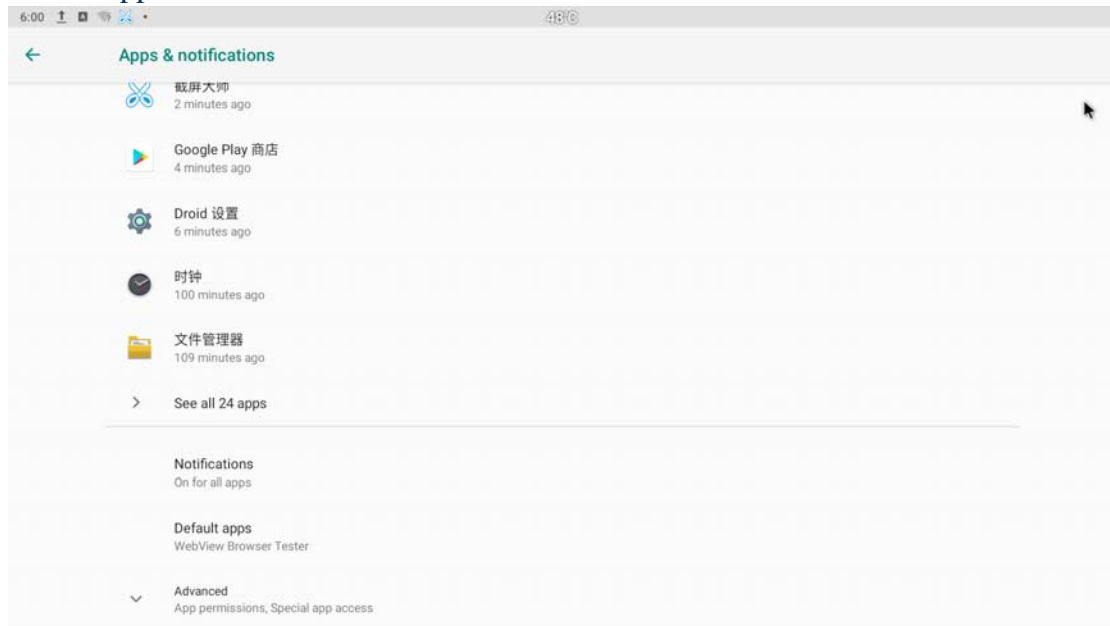 6:00
48°C
Apps & notifications
截屏大师
2 minutes ago
Google Play 商店
4 minutes ago
Droid 设置
6 minutes ago
时钟
100 minutes ago
文件管理器
109 minutes ago
See all 24 apps
Notifications
On for all apps
Default apps
WebView Browser Tester
Advanced
App permissions, Special app access